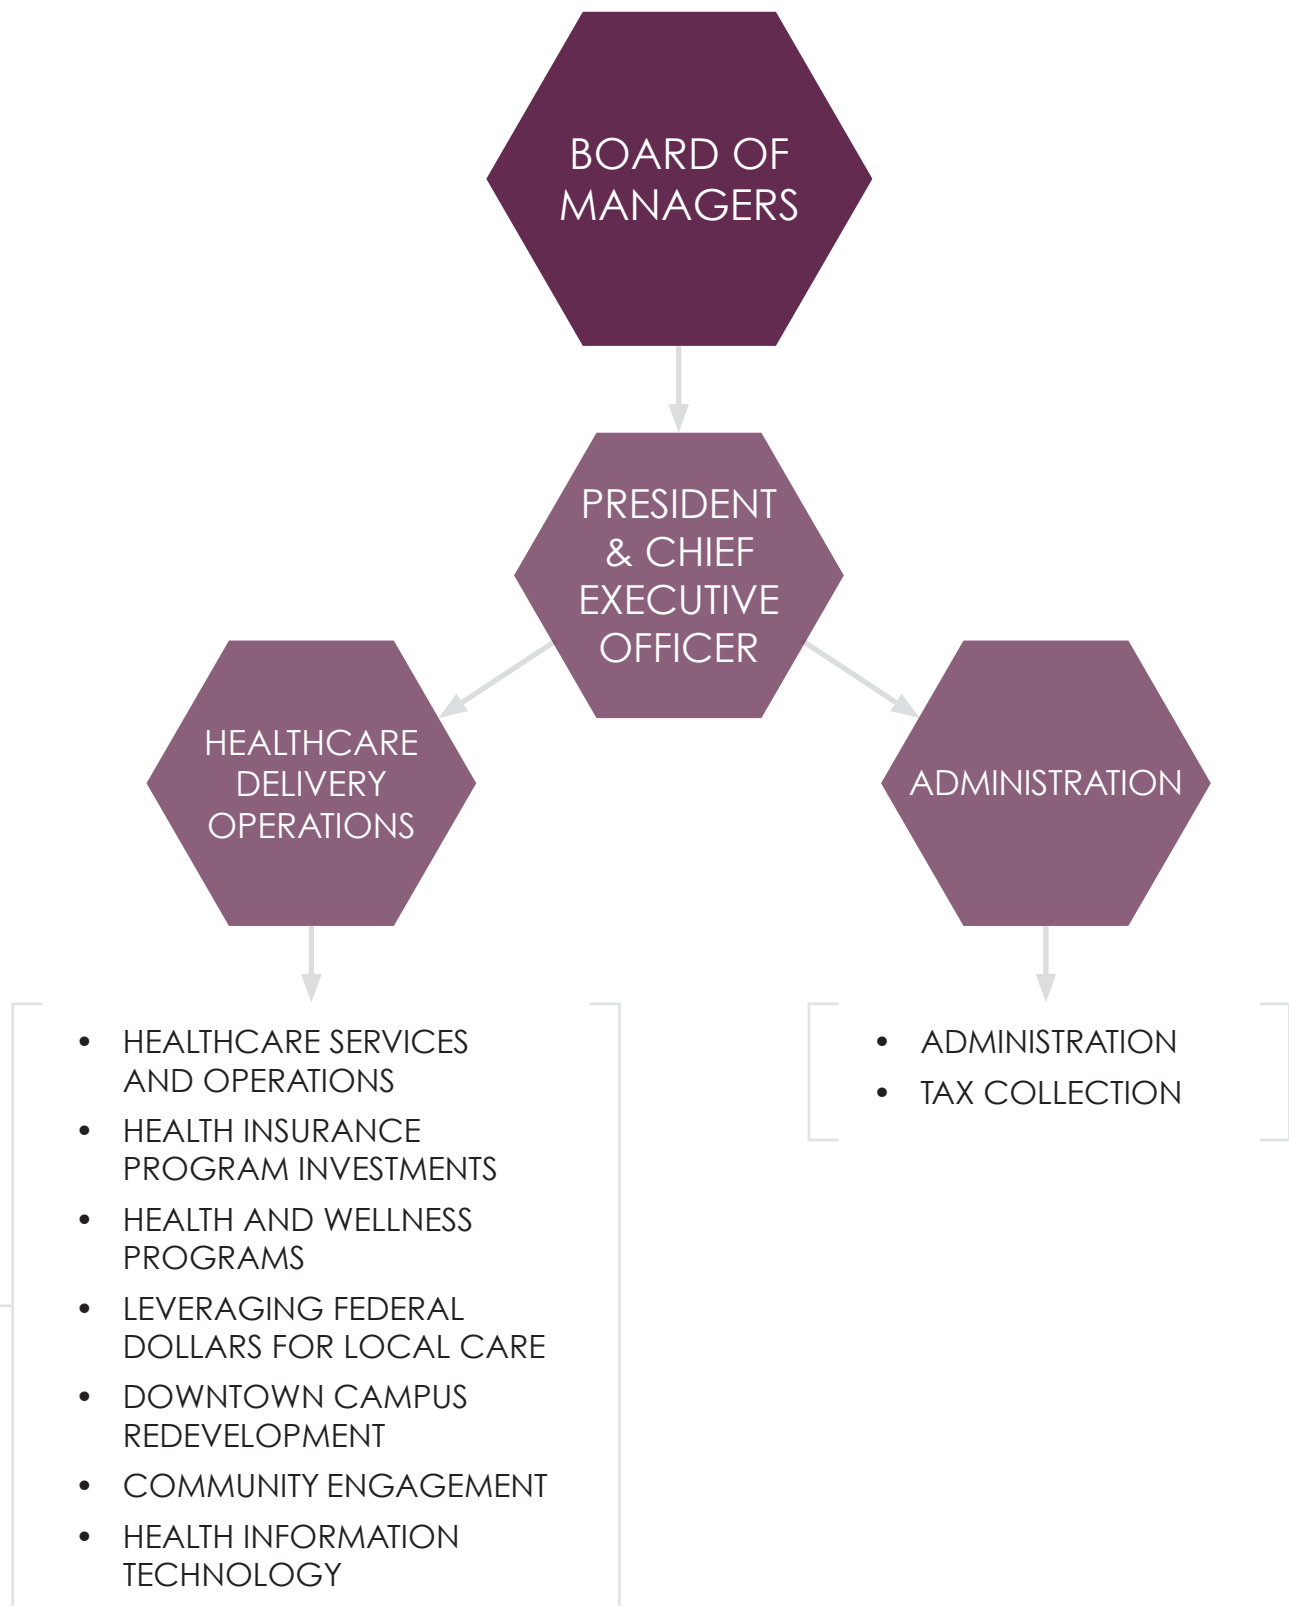 BOARD OF
MANAGERS
PRESIDENT
& CHIEF
EXECUTIVE
OFFICER
HEALTHCARE
DELIVERY
OPERATIONS
ADMINISTRATION
• HEALTHCARE SERVICES
AND OPERATIONS
• HEALTH INSURANCE
PROGRAM INVESTMENTS
• HEALTH AND WELLNESS
PROGRAMS
• LEVERAGING FEDERAL
DOLLARS FOR LOCAL CARE
• DOWNTOWN CAMPUS
REDEVELOPMENT
• COMMUNITY ENGAGEMENT
• HEALTH INFORMATION
TECHNOLOGY
• ADMINISTRATION
• TAX COLLECTION